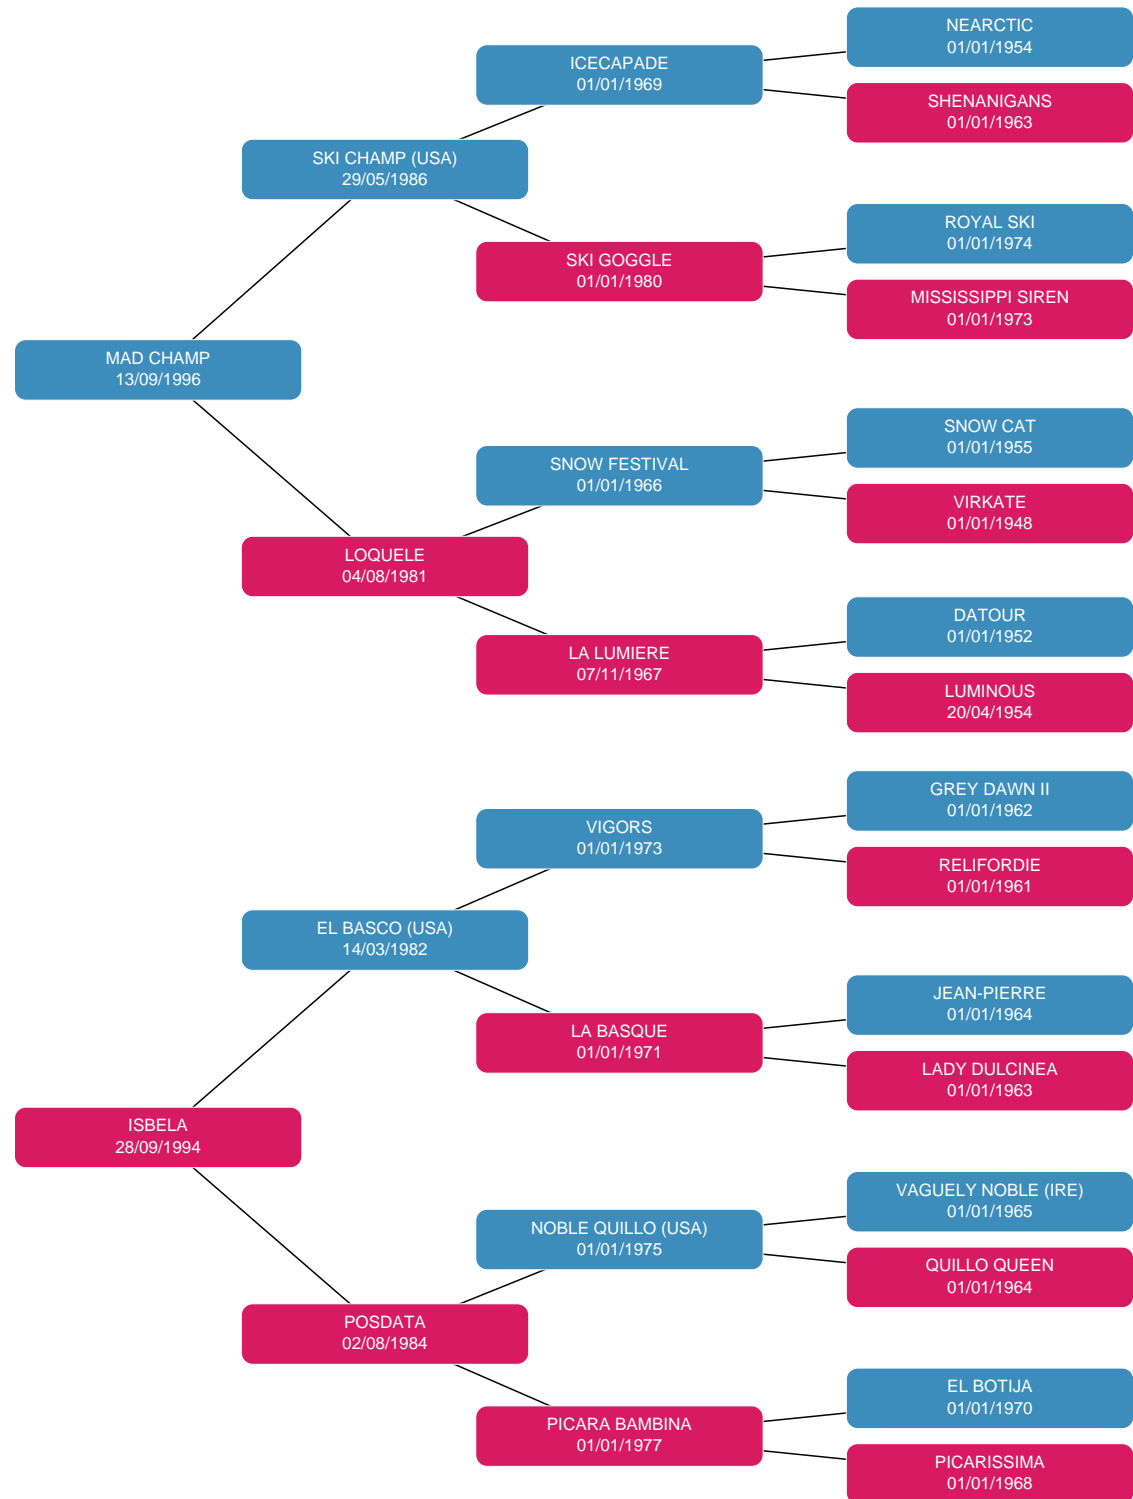 NEARCTIC
01/01/1954
ICECAPADE
01/01/1969
SHENANIGANS
01/01/1963
SKI CHAMP (USA)
29/05/1986
ROYAL SKI
01/01/1974
SKI GOGGLE
01/01/1980
MISSISSIPPI SIREN
01/01/1973
MAD CHAMP
13/09/1996
SNOW CAT
01/01/1955
SNOW FESTIVAL
01/01/1966
VIRKATE
01/01/1948
LOQUELE
04/08/1981
DATOUR
01/01/1952
LA LUMIERE
07/11/1967
LUMINOUS
20/04/1954
GREY DAWN II
01/01/1962
VIGORS
01/01/1973
RELIFORDIE
01/01/1961
EL BASCO (USA)
14/03/1982
JEAN-PIERRE
01/01/1964
LA BASQUE
01/01/1971
LADY DULCINEA
01/01/1963
ISBELA
28/09/1994
VAGUELY NOBLE (IRE)
01/01/1965
NOBLE QUILLO (USA)
01/01/1975
QUILLO QUEEN
01/01/1964
POSDATA
02/08/1984
EL BOTIJA
01/01/1970
PICARA BAMBINA
01/01/1977
PICARISSIMA
01/01/1968